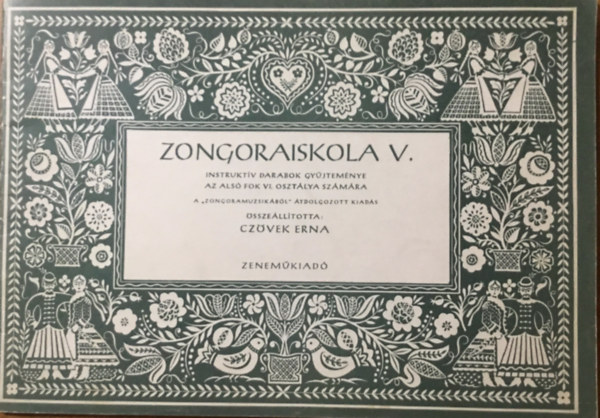 ZONGORAISKOLA V.
INSTRUKTÍV DARABOK GYŰJTEMÉNYE
AZ ALSÓ FOK VI. OSZTÁLYA SZÁMÁRA
A „ZONGORAMUZSIKÁBÓL" ÁTDOLGOZOTT KIADÁS
ÖSSZEÁLLÍTOTTA:
CZÖVEK ERNA
ZENEMŰKIADÓ